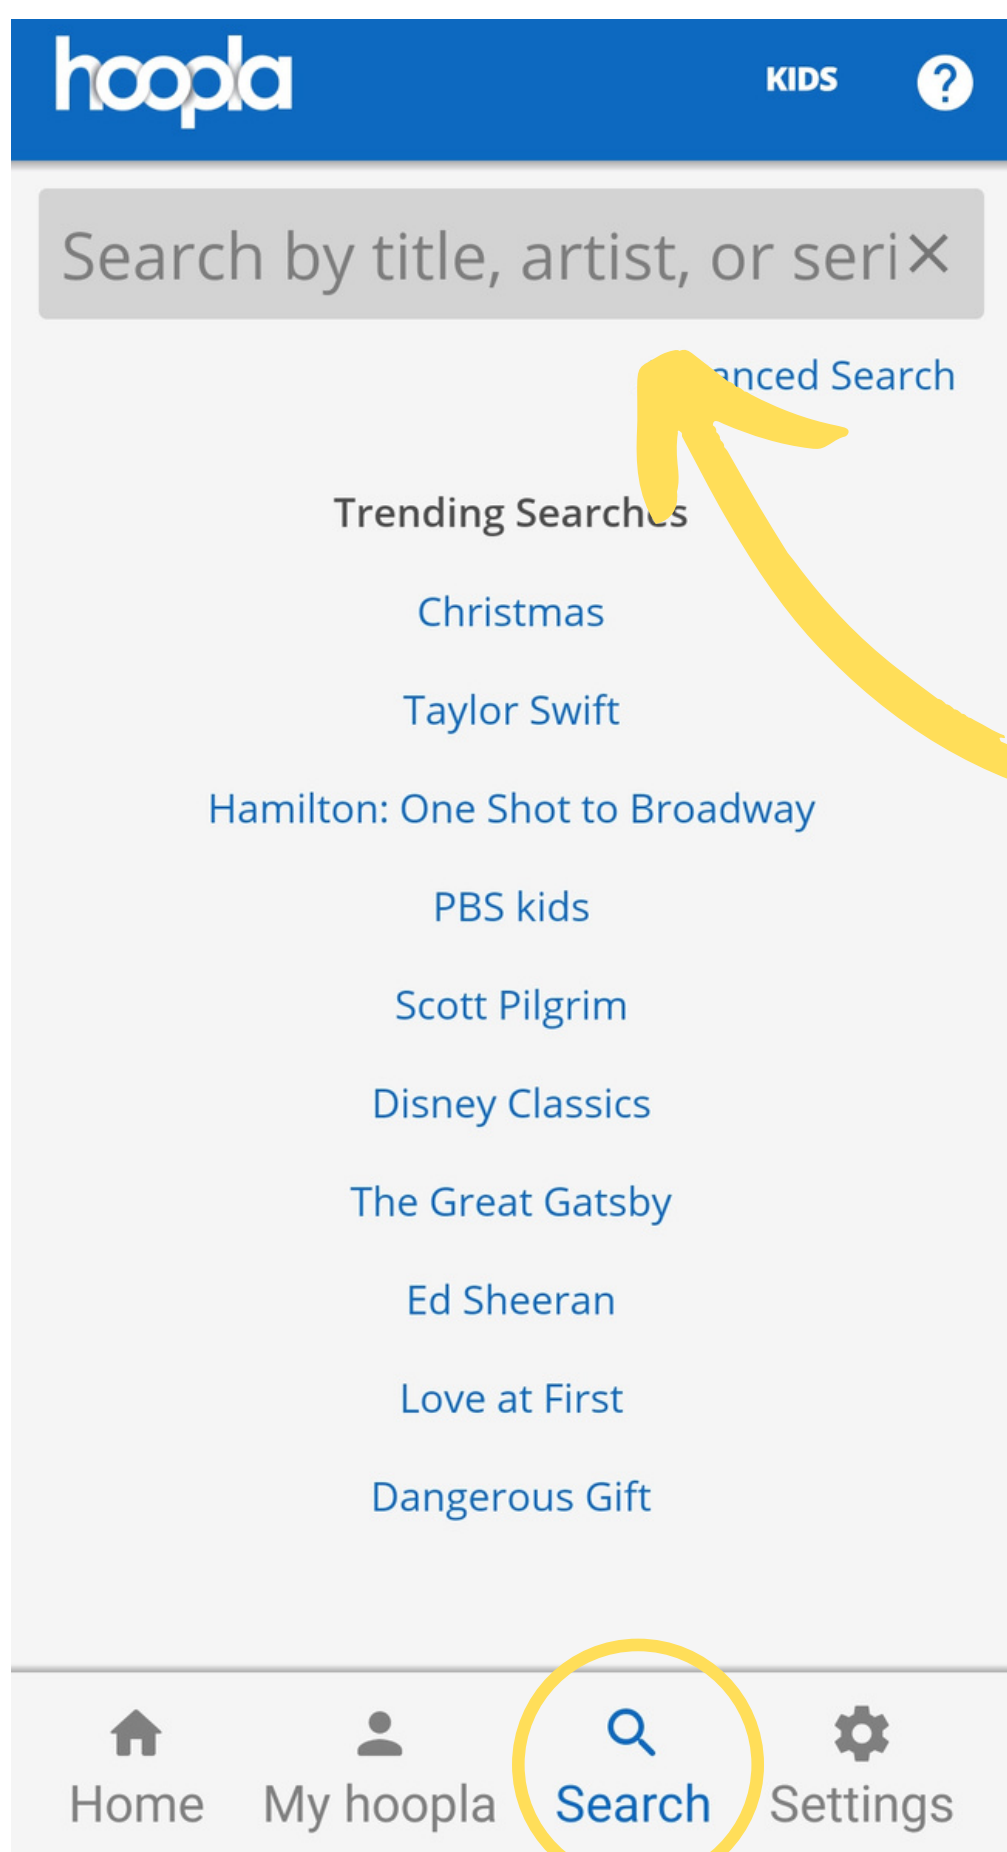 hoopla
KIDS
?
Search by title, artist, or seri
anced Search
Trending Searches
Christmas
Taylor Swift
Hamilton: One Shot to Broadway
PBS kids
Scott Pilgrim
Disney Classics
The Great Gatsby
Ed Sheeran
Love at First
Dangerous Gift
Home
My hoopla
Search
Settings